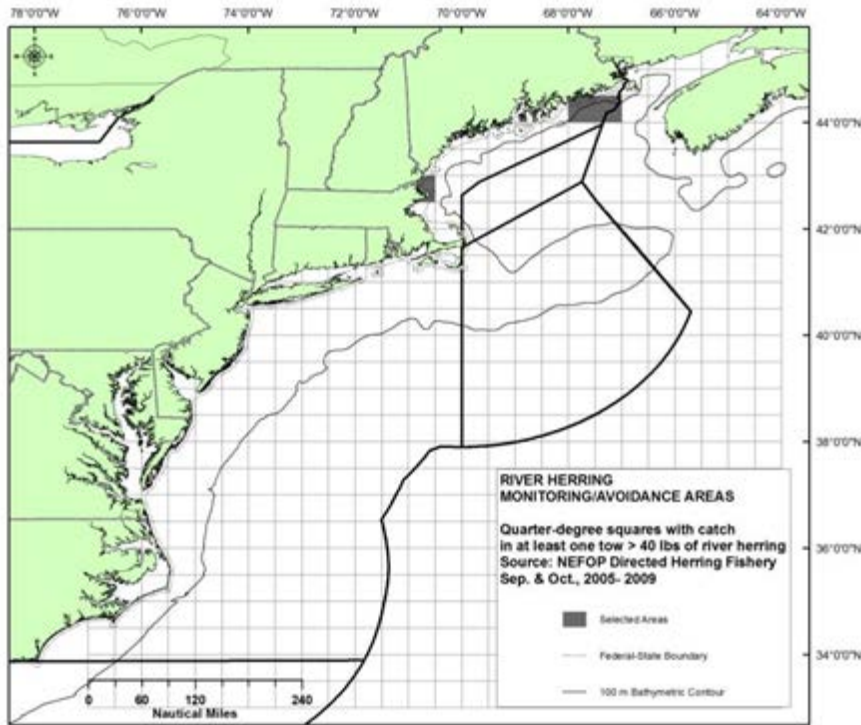 78°0'0"W 76°0'0"W 74°0'0"W 72°0'0"W 70°0'0"W 68°0'0"W 66°0'0"W 64°0'0"W
44°0'0"N
42°0'0"N
40°0'0"N
38°0'0"N
36°0'0"N
34°0'0"N
RIVER HERRING
MONITORING/AVOIDANCE AREAS
Quarter-degree squares with catch
in at least one tow > 40 lbs of river herring
Source: NEFOP Directed Herring Fishery
Sep. & Oct., 2005- 2009
Selected Areas
Federal-State Boundary
100 m Bathymetric Contour
0 60 120 240
Nautical Miles